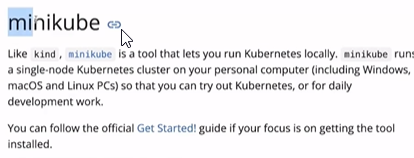 minikube
Like kind, minikube is a tool that lets you run Kubernetes locally. minikube runs
a single-node Kubernetes cluster on your personal computer (including Windows,
macOS and Linux PCs) so that you can try out Kubernetes, or for daily
development work.
You can follow the official Get Started! guide if your focus is on getting the tool
installed.